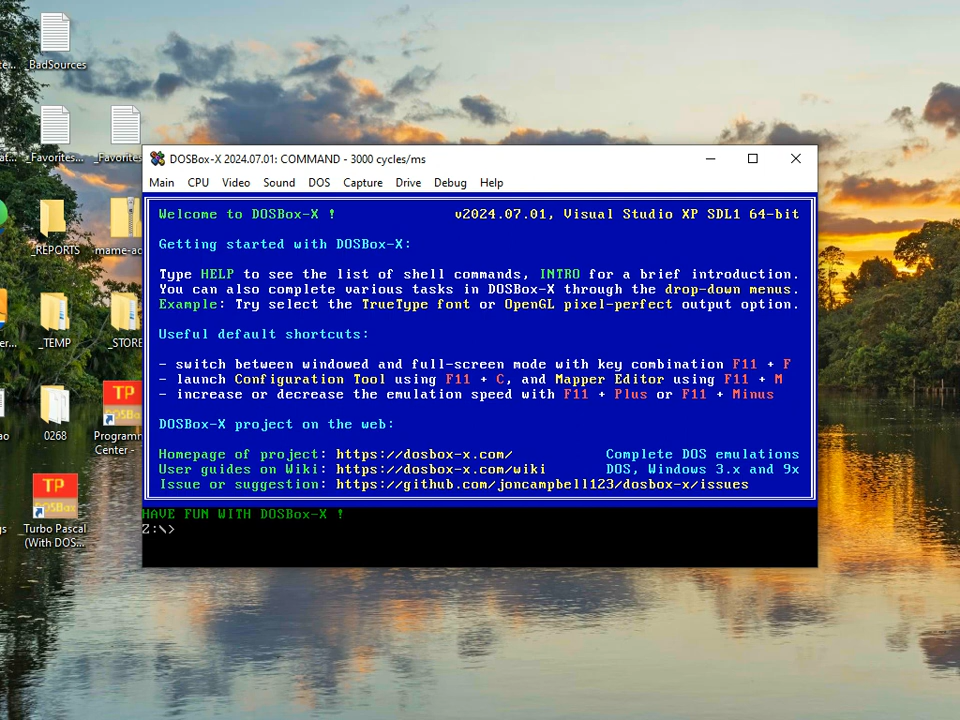 _BadSources
_Favorites...
_Favorites
_REPORTS
mame-ao
_TEMP
_STORE
0268
Programm
Center -
_Turbo Pascal
(With DOS...
TP
DOSBox
TP
DOSBox
DOSBox-X 2024.07.01: COMMAND - 3000 cycles/ms
Main CPU Video Sound DOS Capture Drive Debug Help
Welcome to DOSBox-X ! v2024.07.01, Visual Studio XP SDL1 64-bit
Getting started with DOSBox-X:
Type HELP to see the list of shell commands, INTRO for a brief introduction.
You can also complete various tasks in DOSBox-X through the drop-down menus.
Example: Try select the TrueType font or OpenGL pixel-perfect output option.
Useful default shortcuts:
- switch between windowed and full-screen mode with key combination F11 + F
- launch Configuration Tool using F11 + C, and Mapper Editor using F11 + M
- increase or decrease the emulation speed with F11 + Plus or F11 + Minus
DOSBox-X project on the web:
Homepage of project: https://dosbox-x.com/ Complete DOS emulations
User guides on Wiki: https://dosbox-x.com/wiki DOS, Windows 3.x and 9x
Issue or suggestion: https://github.com/joncampbell123/dosbox-x/issues
HAVE FUN WITH DOSBox-X !
Z:\>